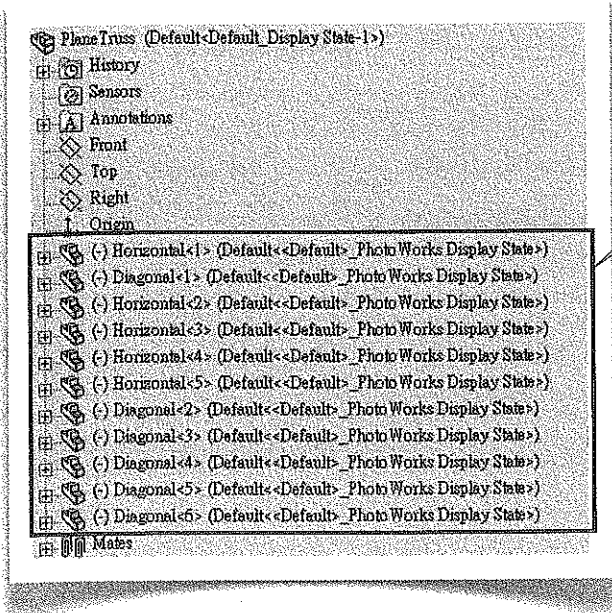 PlaneTruss (Default<Default_Display State-1>)
History
Sensors
A Annotations
Front
Top
Right
Origin
(-) Horizontal<1> (Default<<Default>_PhotoWorks Display State>)
(-) Diagonal<1> (Default<<Default>_PhotoWorks Display State>)
(-) Horizontal<2> (Default<<Default>_PhotoWorks Display State>)
(-) Horizontal<3> (Default<<Default>_PhotoWorks Display State>)
(-) Horizontal<4> (Default<<Default>_PhotoWorks Display State>)
(-) Horizontal<5> (Default<<Default>_PhotoWorks Display State>)
(-) Diagonal<2> (Default<<Default>_PhotoWorks Display State>)
(-) Diagonal<3> (Default<<Default>_PhotoWorks Display State>)
(-) Diagonal<4> (Default<<Default>_PhotoWorks Display State>)
(-) Diagonal<5> (Default<<Default>_PhotoWorks Display State>)
(-) Diagonal<6> (Default<<Default>_PhotoWorks Display State>)
Mates